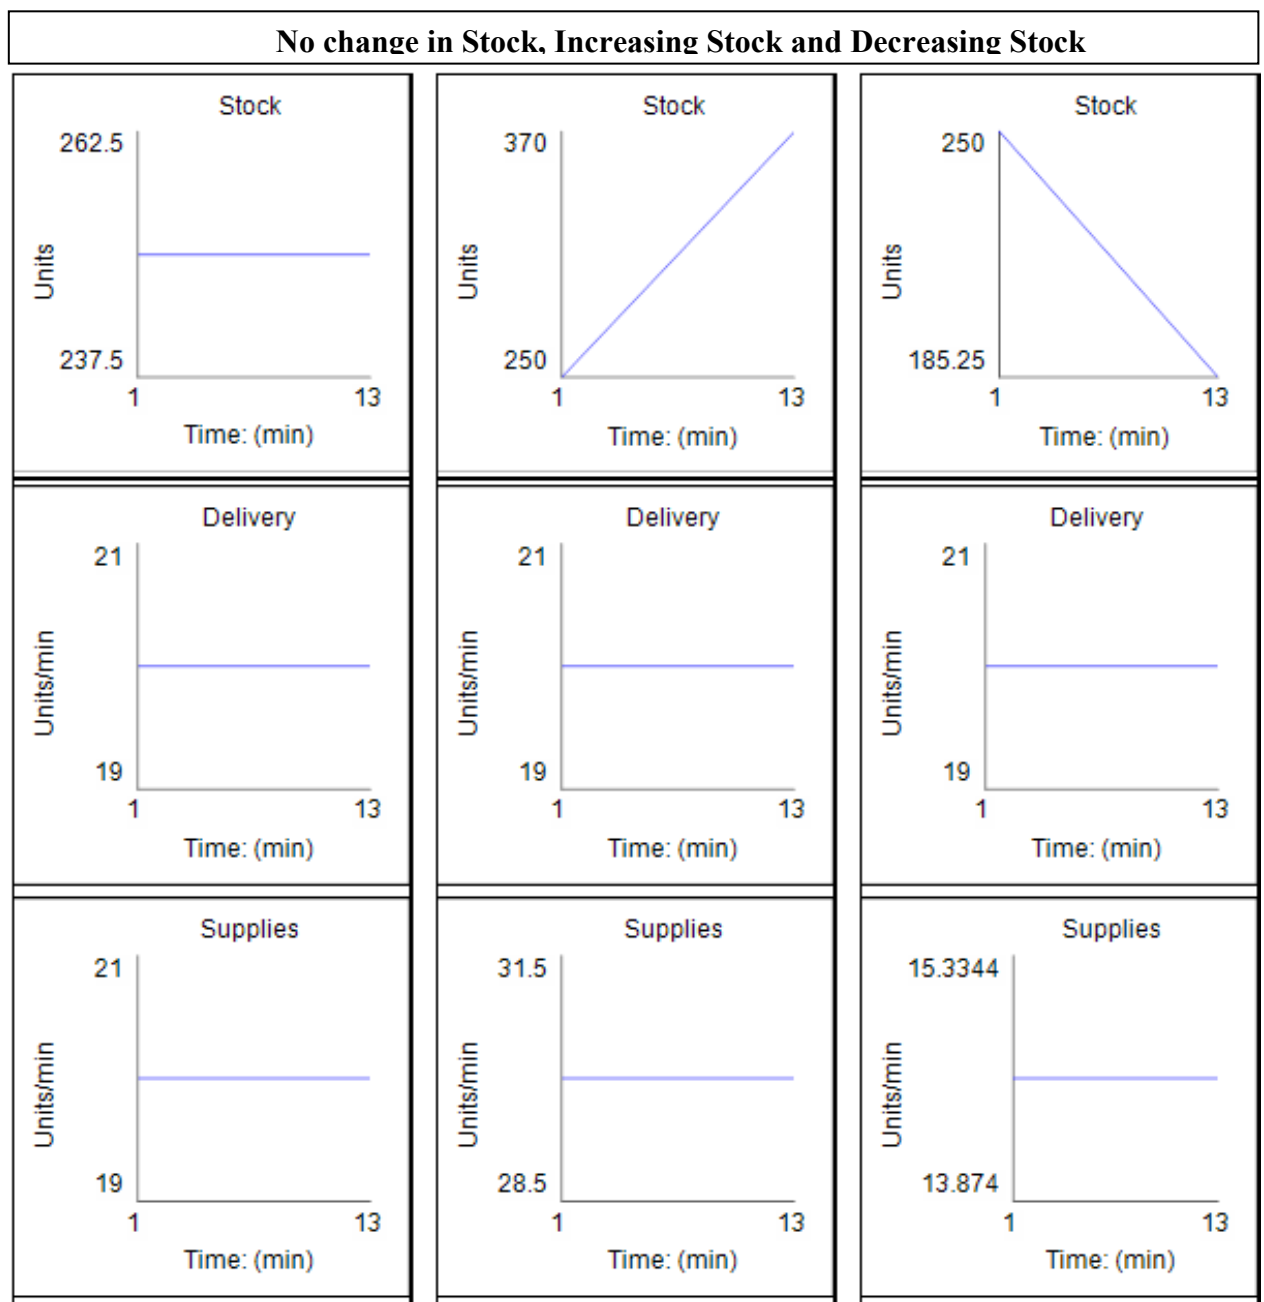 No change in Stock, Increasing Stock and Decreasing Stock
Stock
262.5
Units
237.5
1 13
Time: (min)
Stock
370
Units
250
1 13
Time: (min)
Stock
250
Units
185.25
1 13
Time: (min)
Delivery
21
Units/min
19
1 13
Time: (min)
Delivery
21
Units/min
19
1 13
Time: (min)
Delivery
21
Units/min
19
1 13
Time: (min)
Supplies
21
Units/min
19
1 13
Time: (min)
Supplies
31.5
Units/min
28.5
1 13
Time: (min)
Supplies
15.3344
Units/min
13.874
1 13
Time: (min)